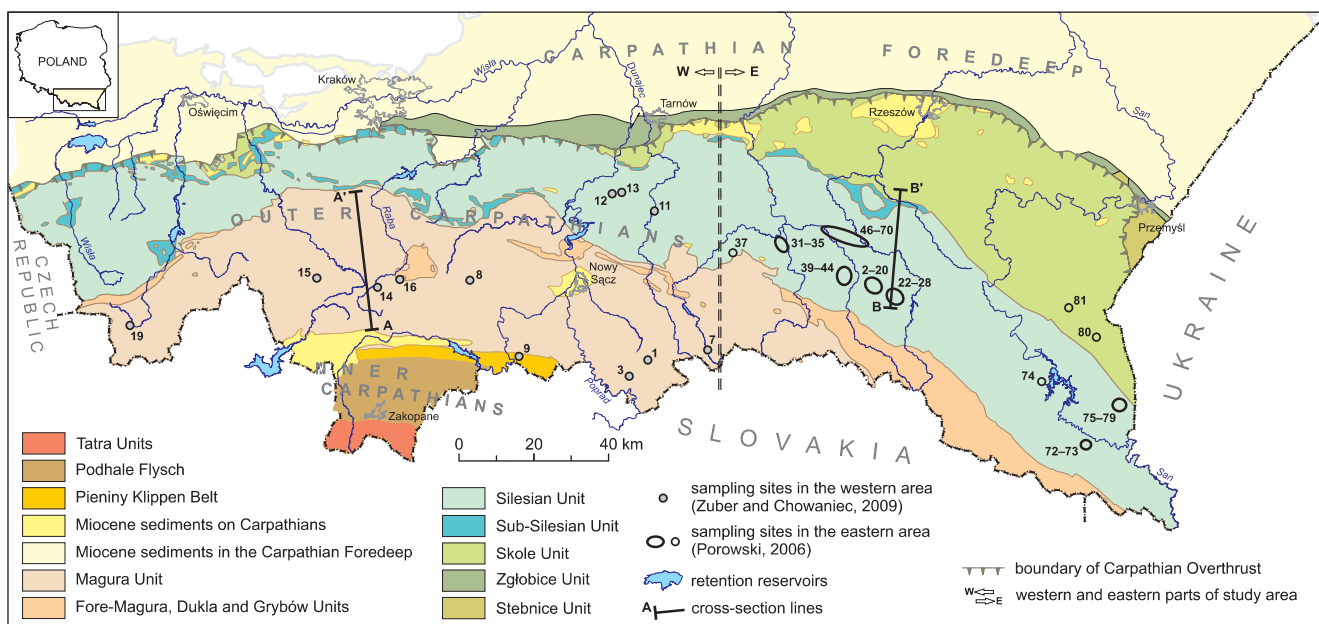 POLAND
CARPATHIAN FOREDEEP
W E
Kraków
Wisła
Dunajec
Tarnów
Rzeszów
San
Oświęcim
A'
B'
Przemyśl
OUTER CARPATHIANS
Raba
12
13
11
46–70
31–35
37
39–44
2–20
22–28
B
Wisła
CZECH
REPUBLIC
15
14
16
8
Nowy
Sącz
81
80
UKRAINE
19
A
9
7
1
3
74
75–79
72–73
INNER
CARPATHIANS
Zakopane
Poprad
SLOVAKIA
San
0 20 40 km
Tatra Units
Podhale Flysch
Pieniny Klippen Belt
Miocene sediments on Carpathians
Miocene sediments in the Carpathian Foredeep
Magura Unit
Fore-Magura, Dukla and Grybów Units
Silesian Unit
Sub-Silesian Unit
Skole Unit
Zgłobice Unit
Stebnice Unit
sampling sites in the western area
(Zuber and Chowaniec, 2009)
sampling sites in the eastern area
(Porowski, 2006)
retention reservoirs
A cross-section lines
boundary of Carpathian Overthrust
W E western and eastern parts of study area